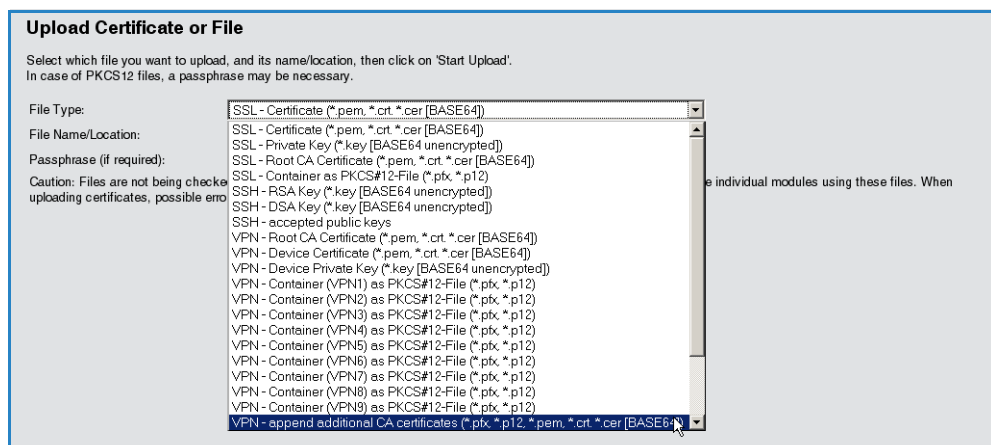 Upload Certificate or File
Select which file you want to upload, and its name/location, then click on 'Start Upload'.
In case of PKCS12 files, a passphrase may be necessary.
File Type:
SSL - Certificate (*.pem, *.crt. *.cer [BASE64])
File Name/Location:
SSL - Certificate (*.pem, *.crt. *.cer [BASE64])
SSL - Private Key (*.key [BASE64 unencrypted])
Passphrase (if required):
SSL - Root CA Certificate (*.pem, *.crt. *.cer [BASE64])
SSL - Container as PKCS#12-File (*.pfx, *.p12)
Caution: Files are not being checke
e individual modules using these files. When
uploading certificates, possible erro
SSH - RSA Key (*.key [BASE64 unencrypted])
SSH - DSA Key (*.key [BASE64 unencrypted])
SSH - accepted public keys
VPN - Root CA Certificate (*.pem, *.crt. *.cer [BASE64])
VPN - Device Certificate (*.pem, *.crt. *.cer [BASE64])
VPN - Device Private Key (*.key [BASE64 unencrypted])
VPN - Container (VPN1) as PKCS#12-File (*.pfx, *.p12)
VPN - Container (VPN2) as PKCS#12-File (*.pfx, *.p12)
VPN - Container (VPN3) as PKCS#12-File (*.pfx, *.p12)
VPN - Container (VPN4) as PKCS#12-File (*.pfx, *.p12)
VPN - Container (VPN5) as PKCS#12-File (*.pfx, *.p12)
VPN - Container (VPN6) as PKCS#12-File (*.pfx, *.p12)
VPN - Container (VPN7) as PKCS#12-File (*.pfx, *.p12)
VPN - Container (VPN8) as PKCS#12-File (*.pfx, *.p12)
VPN - Container (VPN9) as PKCS#12-File (*.pfx, *.p12)
VPN - append additional CA certificates (*.pfx, *.p12, *.pem, *.crt. *.cer [BASE64])